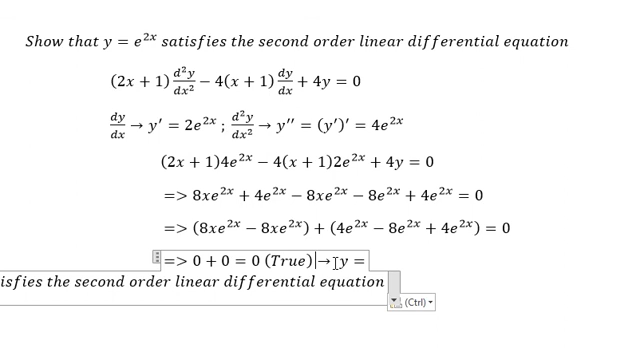 Show that y = e^{2x} satisfies the second order linear differential equation
(2x + 1) d²y/dx² − 4(x + 1) dy/dx + 4y = 0
dy/dx → y′ = 2e^{2x} ; d²y/dx² → y′′ = (y′)′ = 4e^{2x}
(2x + 1)4e^{2x} − 4(x + 1)2e^{2x} + 4y = 0
=> 8xe^{2x} + 4e^{2x} − 8xe^{2x} − 8e^{2x} + 4e^{2x} = 0
=> (8xe^{2x} − 8xe^{2x}) + (4e^{2x} − 8e^{2x} + 4e^{2x}) = 0
=> 0 + 0 = 0 (True) → y =
isfies the second order linear differential equation
(Ctrl)